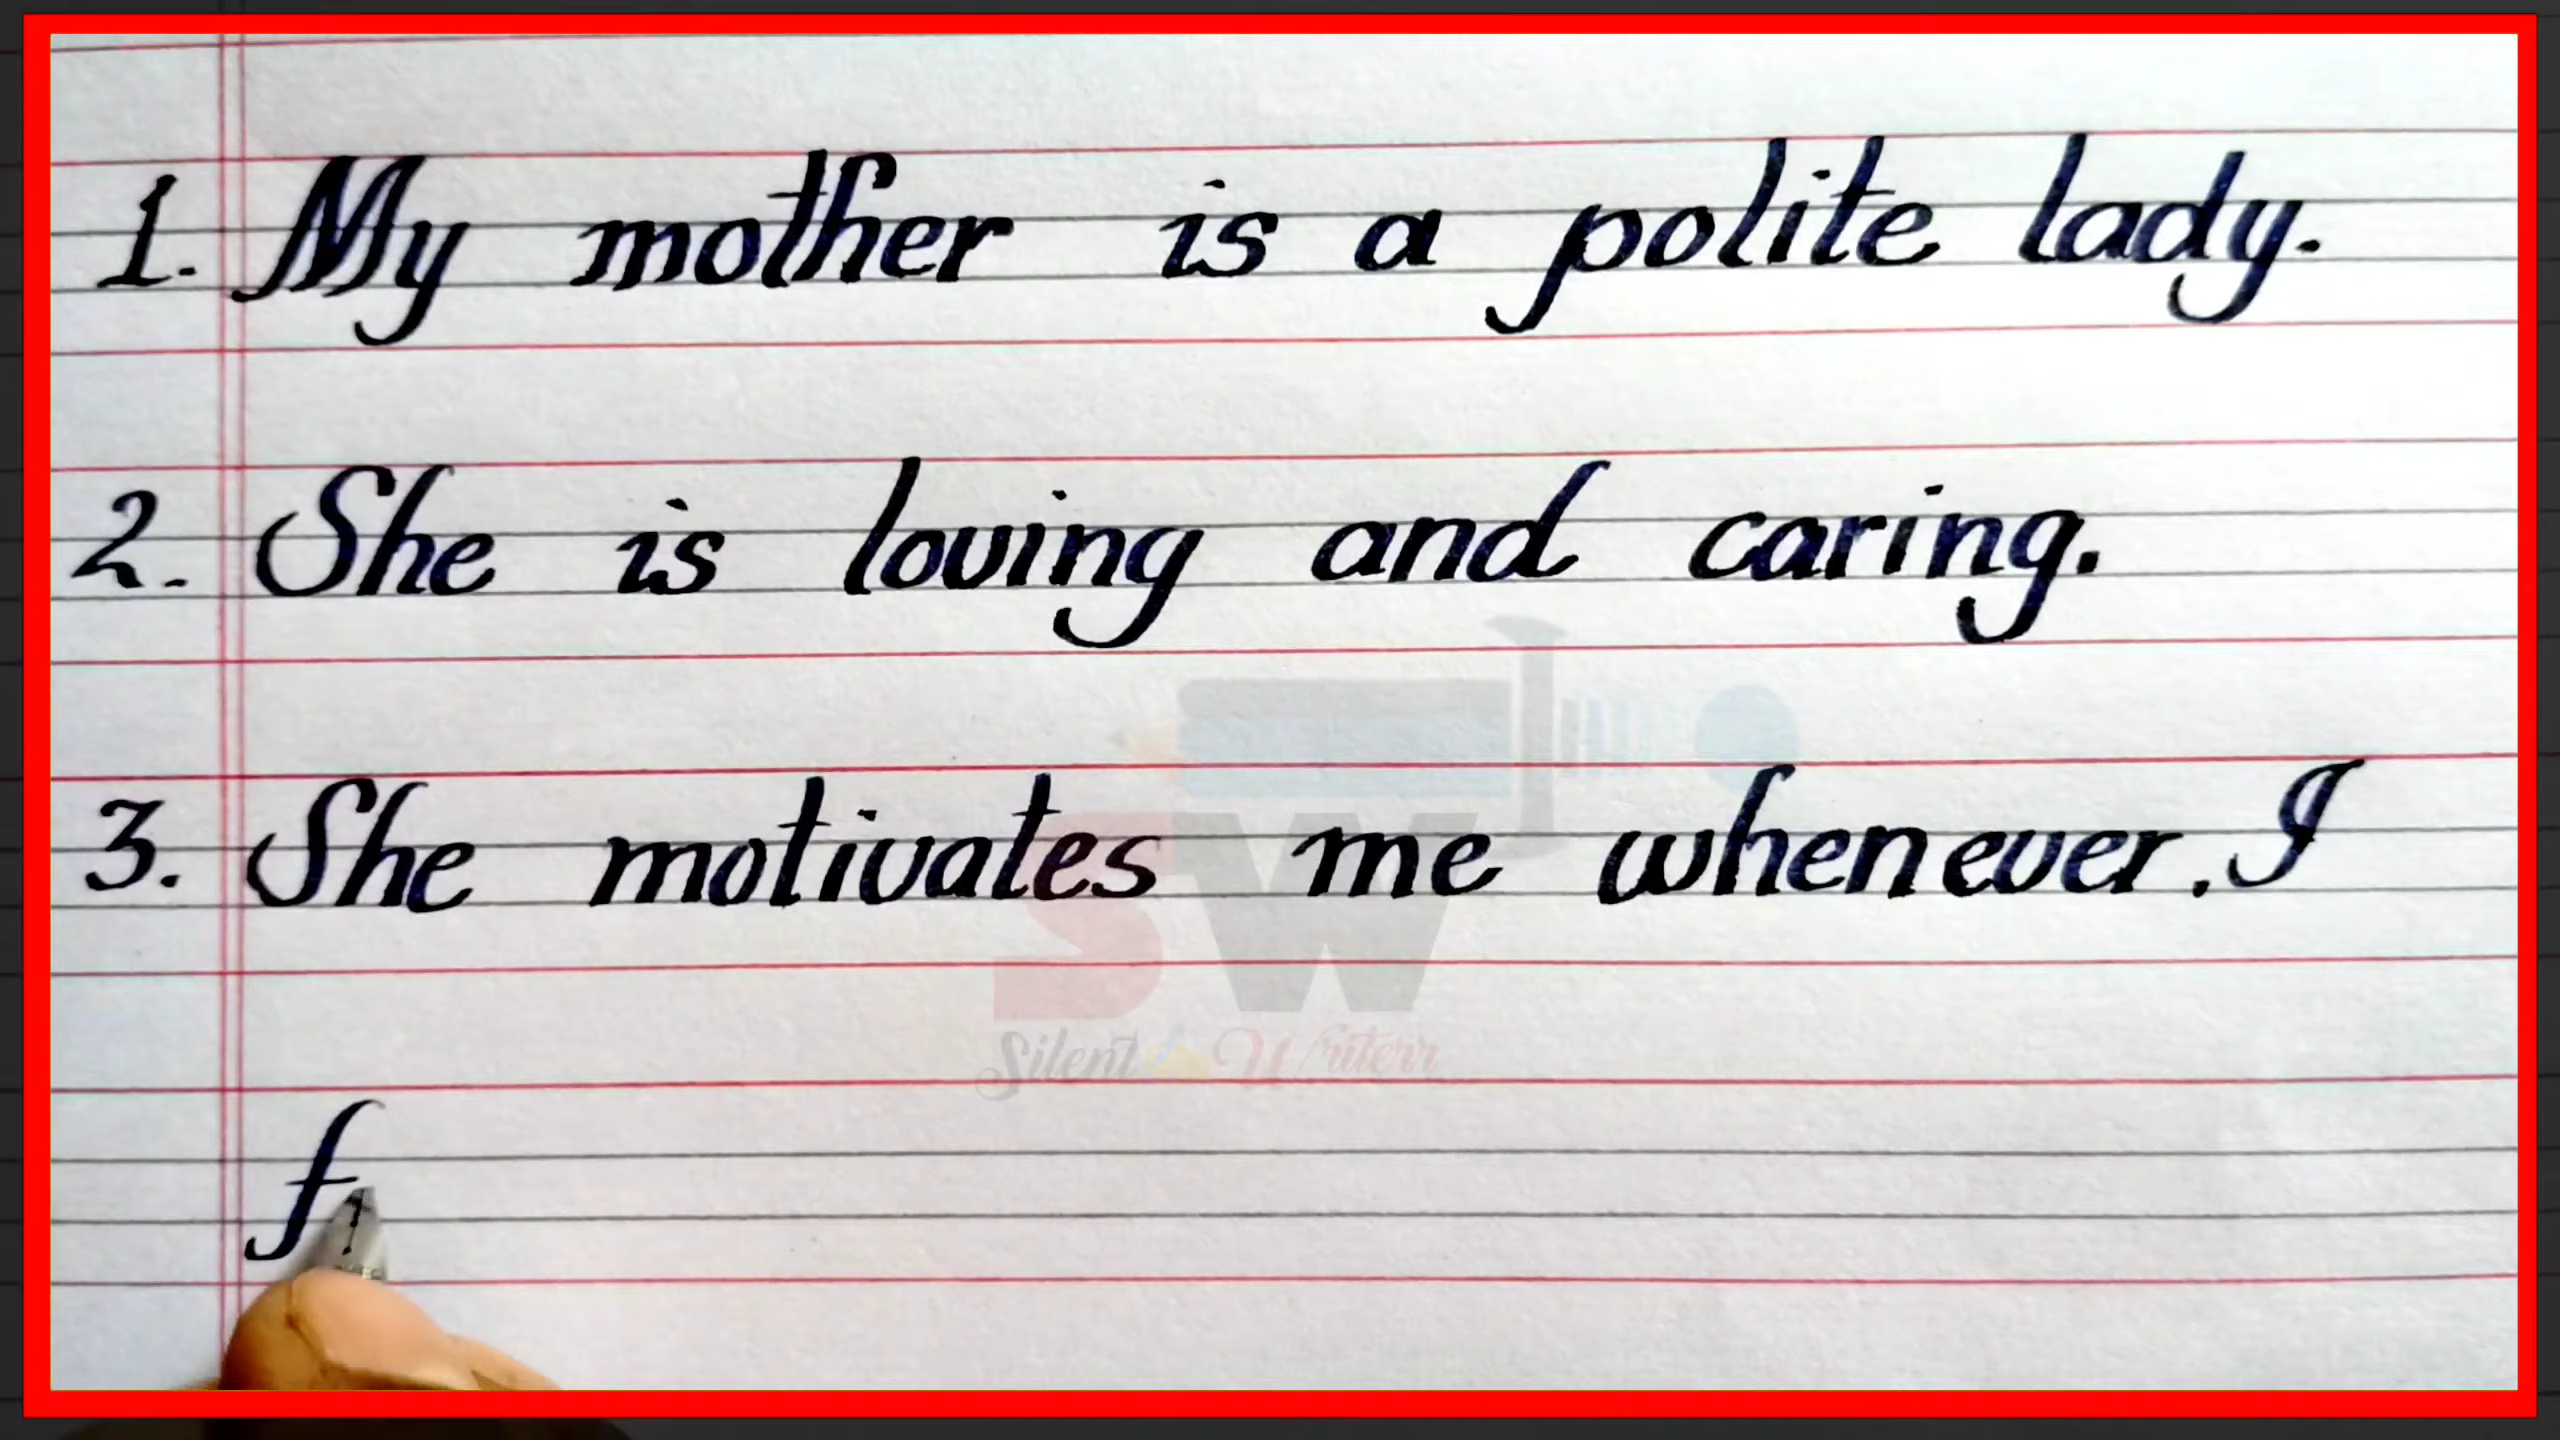 1. My mother is a polite lady.
2. She is loving and caring.
3. She motivates me whenever. I
f
SW
Silent Writerr